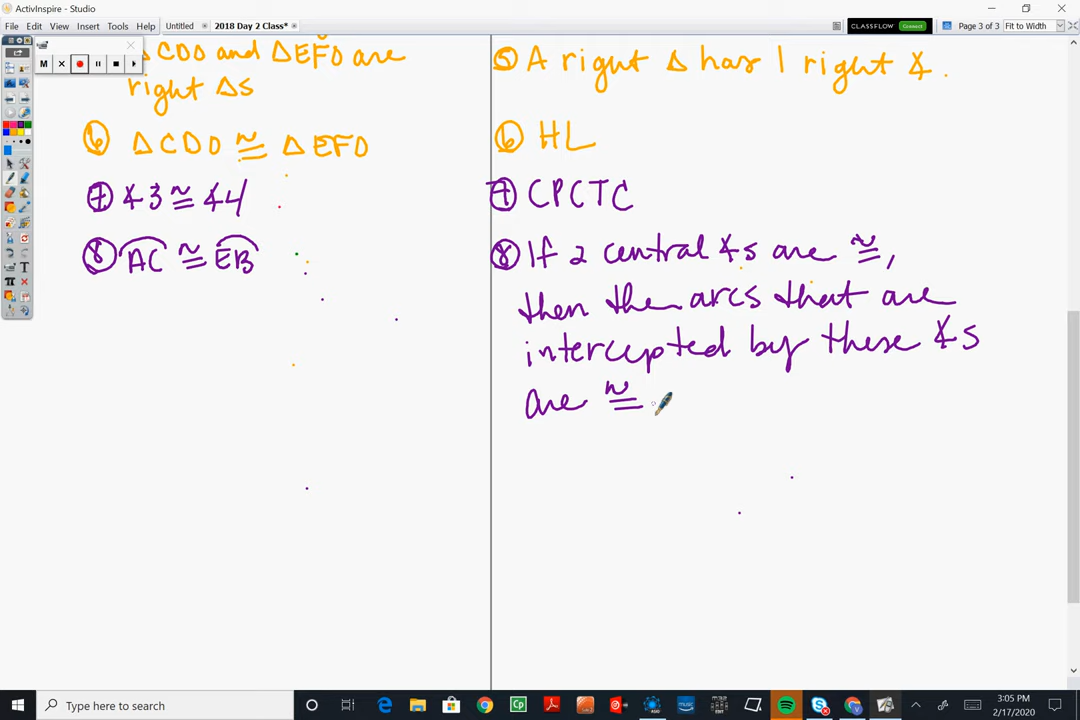 ActivInspire - Studio
File Edit View Insert Tools Help Untitled 2018 Day 2 Class* CLASSFLOW Connect Page 3 of 3 Fit to Width
△CDO and △EFO are
right △s
⑥ △CDO ≅ △EFO
⑦ ∡3 ≅ ∡4
⑧ AC ≅ EB
⑤ A right △ has 1 right ∡.
⑥ HL
⑦ CPCTC
⑧ If 2 central ∡s are ≅,
then the arcs that are
intercepted by these ∡s
are ≅
Type here to search
3:05 PM
2/17/2020